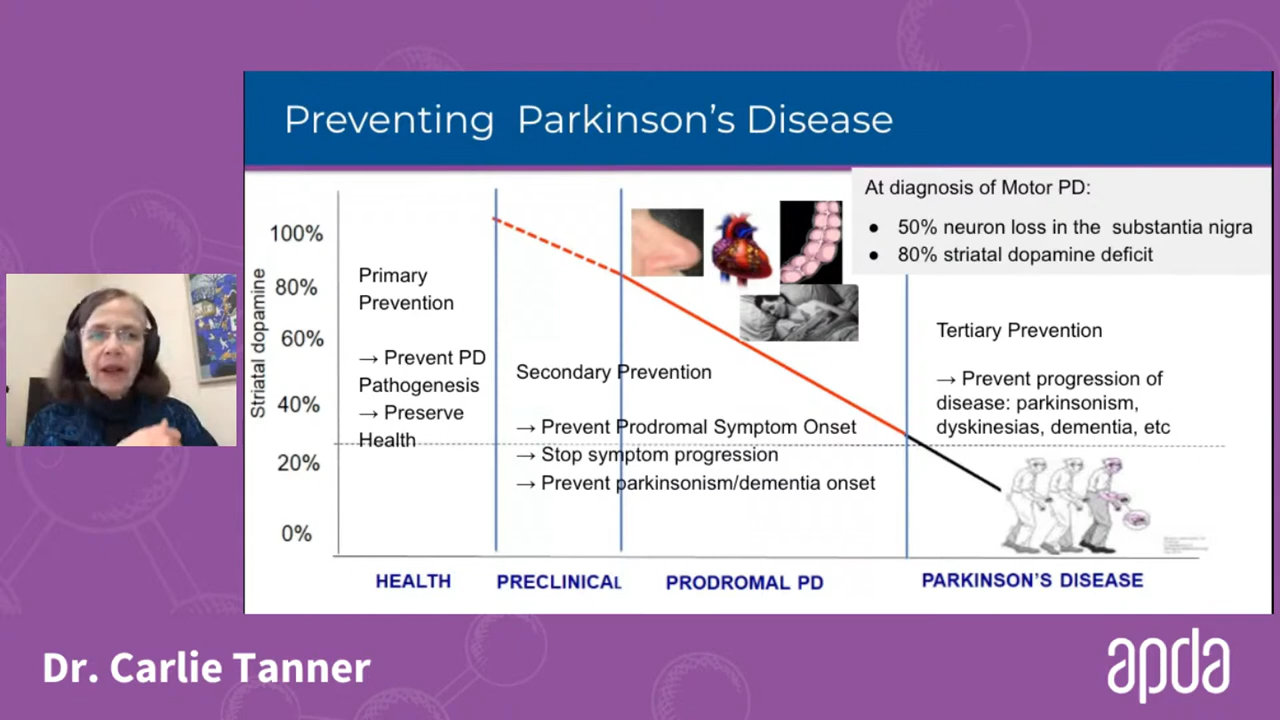 Preventing Parkinson's Disease
At diagnosis of Motor PD:
● 50% neuron loss in the substantia nigra
● 80% striatal dopamine deficit
Striatal dopamine
100%
80%
60%
40%
20%
0%
Primary
Prevention
→ Prevent PD
Pathogenesis
→ Preserve
Health
Secondary Prevention
→ Prevent Prodromal Symptom Onset
→ Stop symptom progression
→ Prevent parkinsonism/dementia onset
Tertiary Prevention
→ Prevent progression of
disease: parkinsonism,
dyskinesias, dementia, etc
HEALTH
PRECLINICAL
PRODROMAL PD
PARKINSON'S DISEASE
Dr. Carlie Tanner
apda